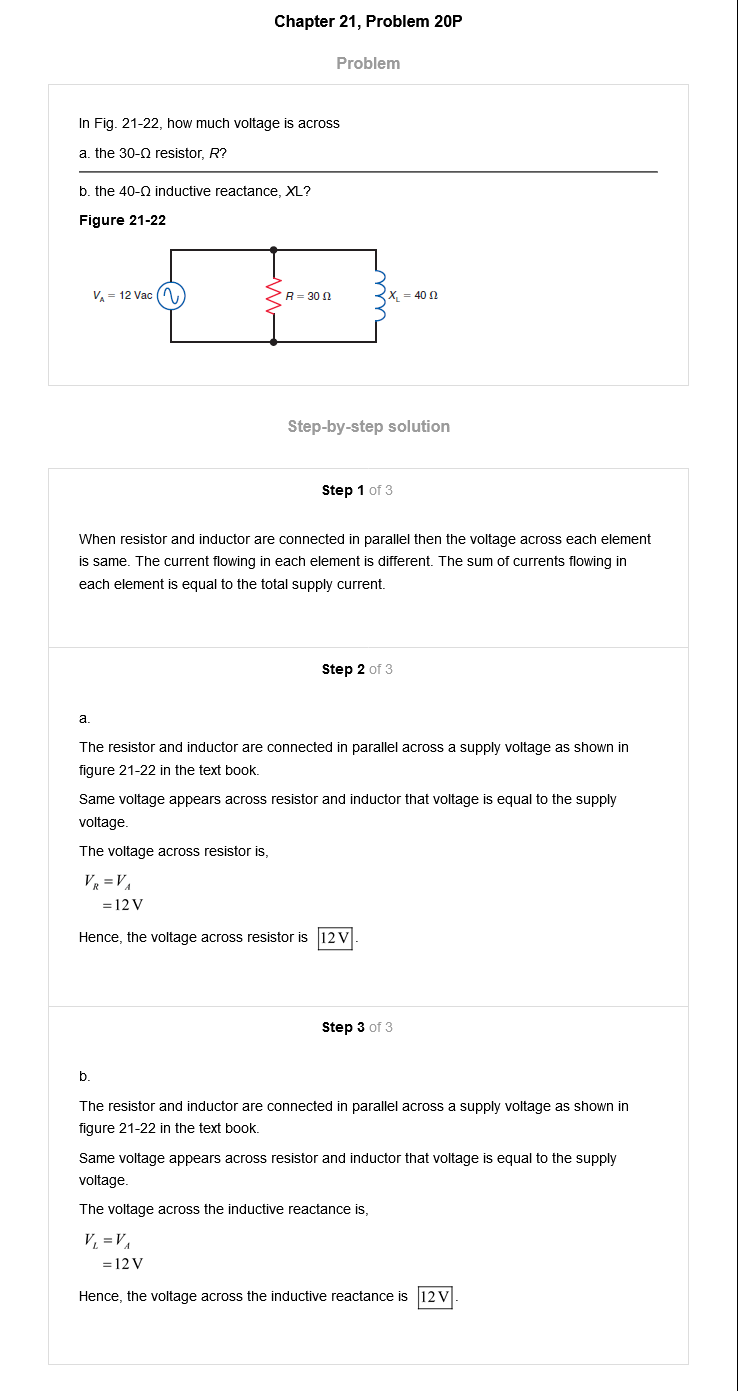 Chapter 21, Problem 20P
Problem
In Fig. 21-22, how much voltage is across
a. the 30-Ω resistor, R?
b. the 40-Ω inductive reactance, XL?
Figure 21-22
V_A = 12 Vac
R = 30 Ω
X_L = 40 Ω
Step-by-step solution
Step 1 of 3
When resistor and inductor are connected in parallel then the voltage across each element
is same. The current flowing in each element is different. The sum of currents flowing in
each element is equal to the total supply current.
Step 2 of 3
a.
The resistor and inductor are connected in parallel across a supply voltage as shown in
figure 21-22 in the text book.
Same voltage appears across resistor and inductor that voltage is equal to the supply
voltage.
The voltage across resistor is,
V_R = V_A
= 12 V
Hence, the voltage across resistor is 12 V.
Step 3 of 3
b.
The resistor and inductor are connected in parallel across a supply voltage as shown in
figure 21-22 in the text book.
Same voltage appears across resistor and inductor that voltage is equal to the supply
voltage.
The voltage across the inductive reactance is,
V_L = V_A
= 12 V
Hence, the voltage across the inductive reactance is 12 V.